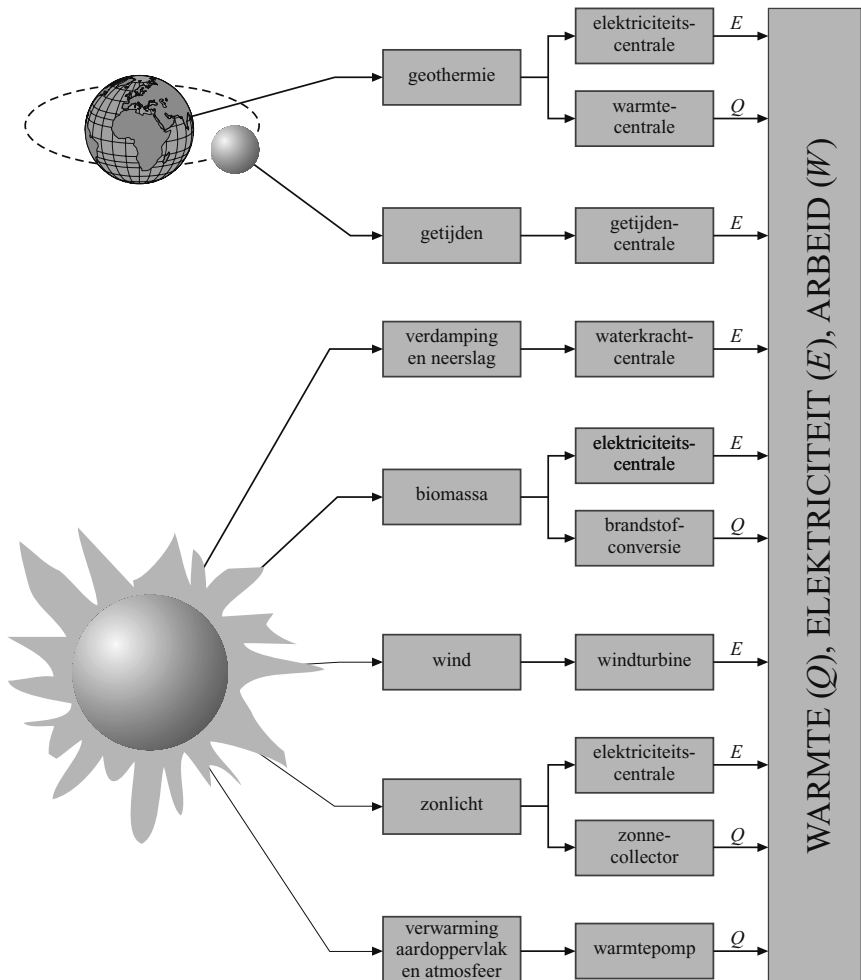 elektriciteits-
centrale
E
geothermie
warmte-
centrale
Q
getijden
getijden-
centrale
E
verdamping
en neerslag
waterkracht-
centrale
E
elektriciteits-
centrale
E
biomassa
brandstof-
conversie
Q
wind
windturbine
E
elektriciteits-
centrale
E
zonlicht
zonne-
collector
Q
verwarming
aardoppervlak
en atmosfeer
warmtepomp
Q
WARMTE (Q), ELEKTRICITEIT (E), ARBEID (W)